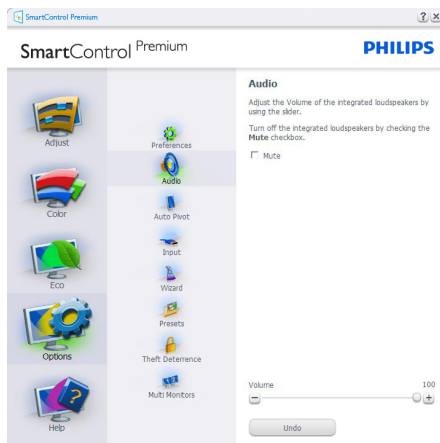 SmartControl Premium
SmartControl Premium
PHILIPS
Adjust
Color
Eco
Options
Help
Preferences
Audio
Auto Pivot
Input
Wizard
Presets
Theft Deterrence
Multi Monitors
Audio
Adjust the Volume of the integrated loudspeakers by
using the slider.
Turn off the integrated loudspeakers by checking the
Mute checkbox.
Mute
Volume 100
Undo